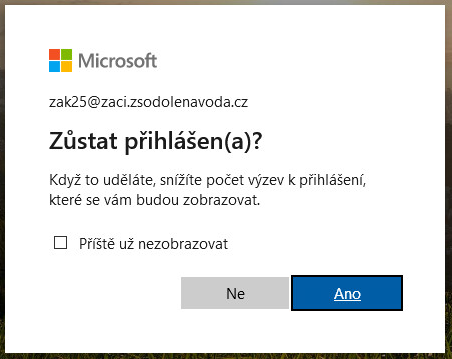 Microsoft
zak25@zaci.zsodolenavoda.cz
Zůstat přihlášen(a)?
Když to uděláte, snížíte počet výzev k přihlášení,
které se vám budou zobrazovat.
Příště už nezobrazovat
Ne
Ano